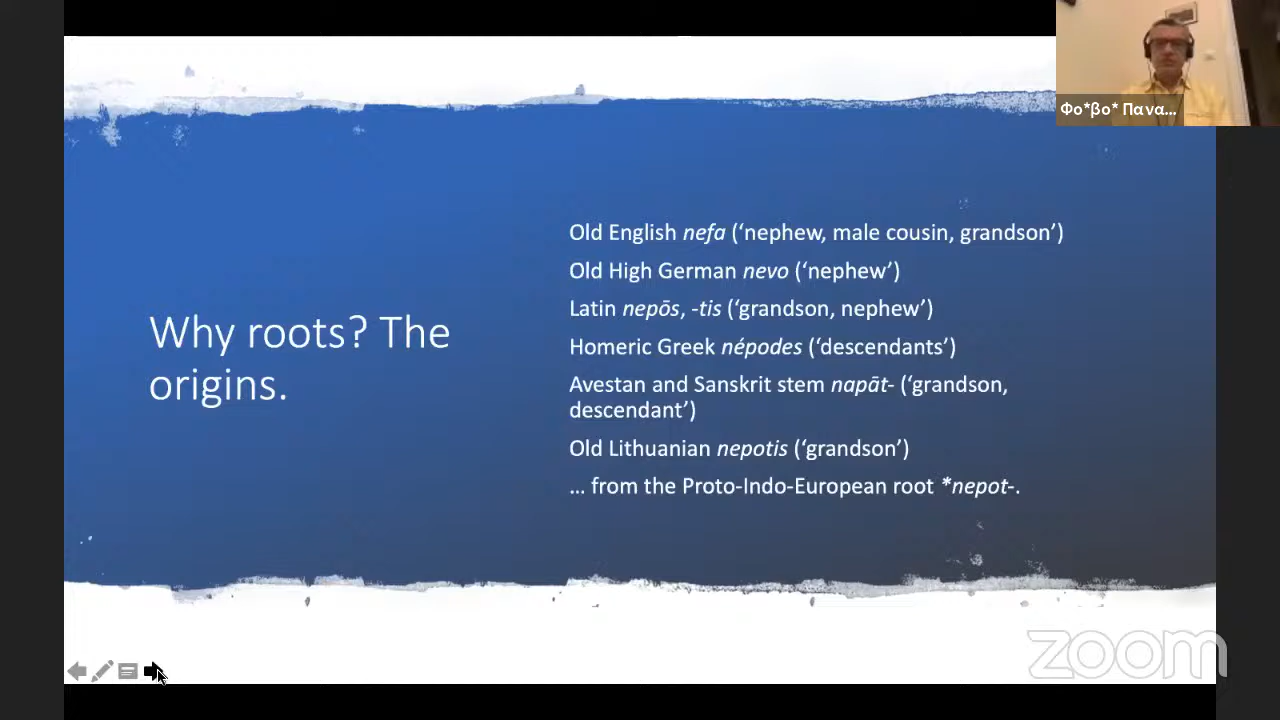 Φο*βο* Πανα...
Why roots? The
origins.
Old English nefa (‘nephew, male cousin, grandson’)
Old High German nevo (‘nephew’)
Latin nepōs, -tis (‘grandson, nephew’)
Homeric Greek népodes (‘descendants’)
Avestan and Sanskrit stem napāt- (‘grandson,
descendant’)
Old Lithuanian nepotis (‘grandson’)
... from the Proto-Indo-European root *nepot-.
zoom